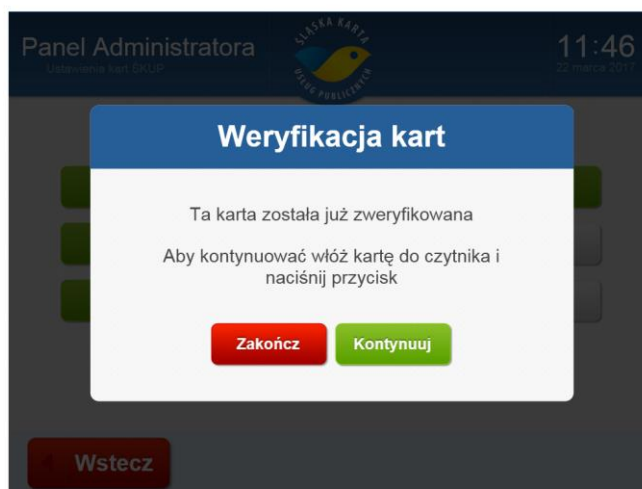 Panel Administratora
Ustawienia kart ŚKUP
ŚLĄSKA KARTA
USŁUG PUBLICZNYCH
11:46
22 marca 2017
Weryfikacja kart
Ta karta została już zweryfikowana
Aby kontynuować włóż kartę do czytnika i
naciśnij przycisk
Zakończ
Kontynuuj
Wstecz